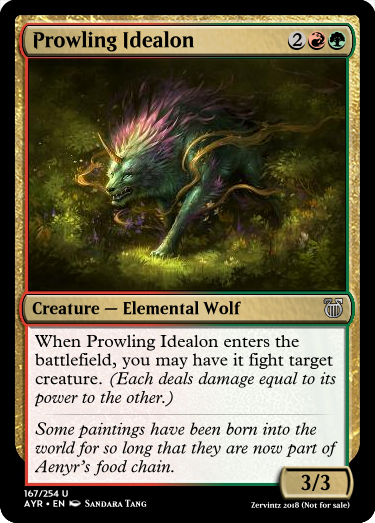 Prowling Idealon 2
Creature — Elemental Wolf
When Prowling Idealon enters the
battlefield, you may have it fight target
creature. (Each deals damage equal to its
power to the other.)
Some paintings have been born into the
world for so long that they are now part of
Aenyr's food chain.
3/3
167/254 U
AYR • EN Sandara Tang
Zervintz 2018 (Not for sale)